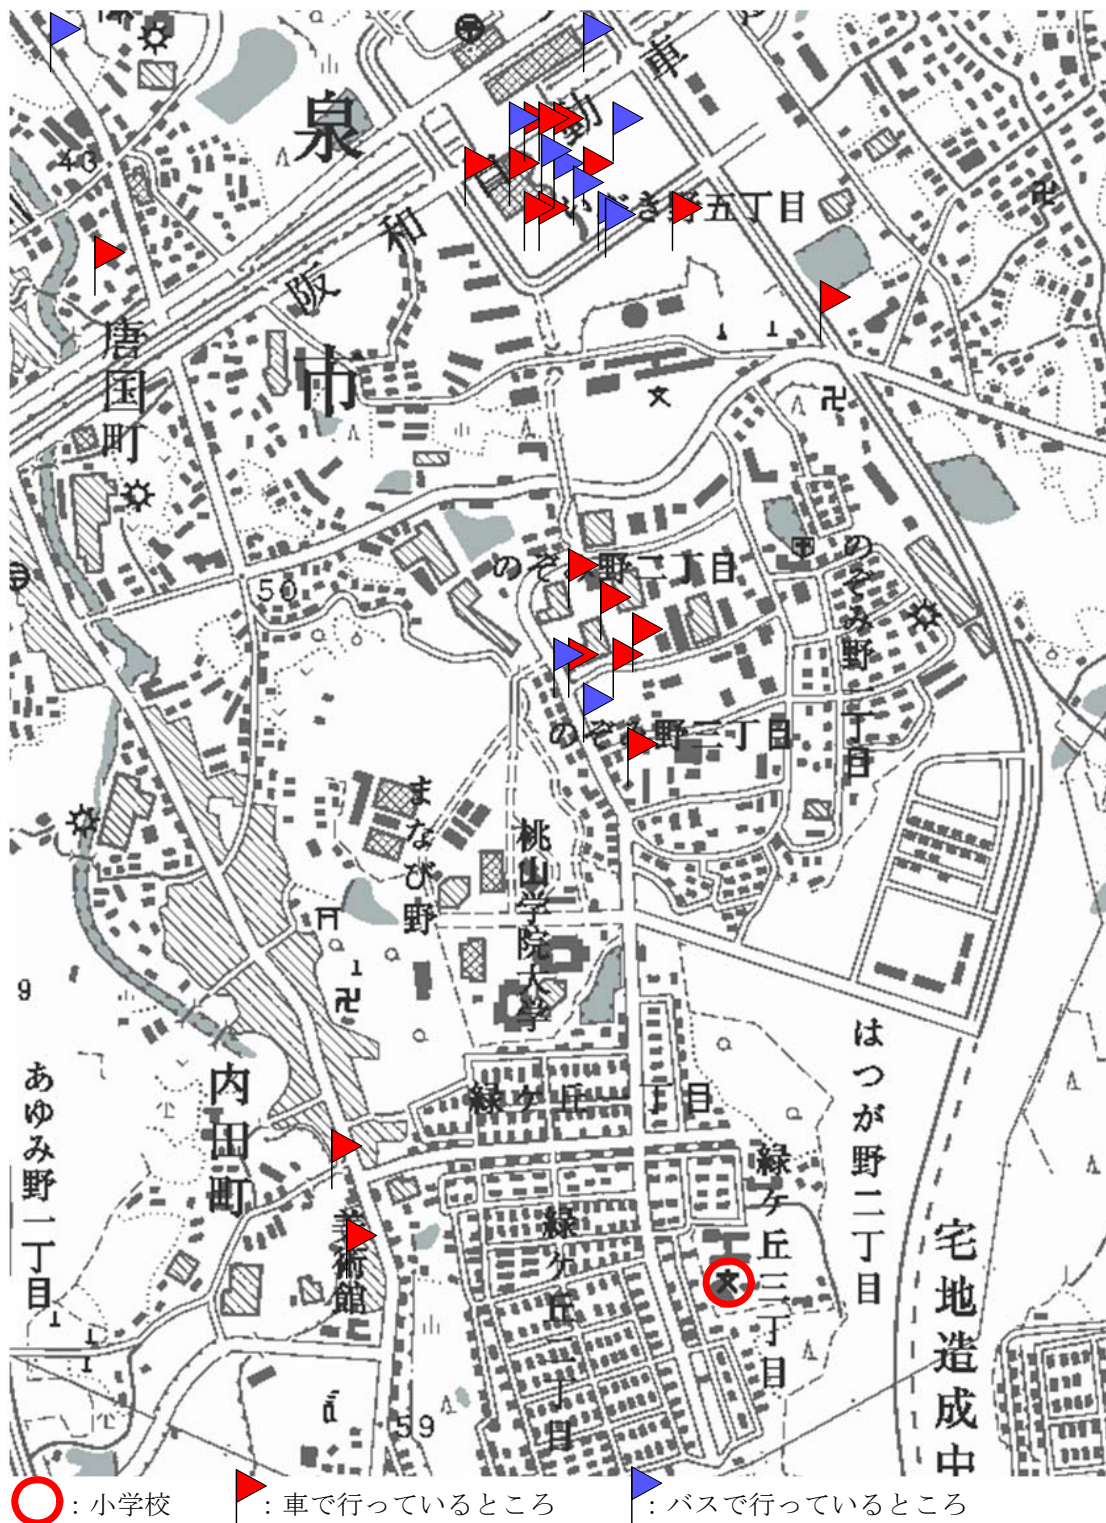 泉
市
阪
和
自
動
車
43
いぶき野五丁目
唐国町
50
のぞみ野二丁目
のぞみ野一丁目
のぞみ野三丁目
まなび野
桃山学院大学
9
あゆみ野一丁目
内田町
緑ケ丘一丁目
はつが野二丁目
緑ケ丘三丁目
緑ケ丘二丁目
美術館
宅地造成中
59
:小学校
:車で行っているところ
:バスで行っているところ